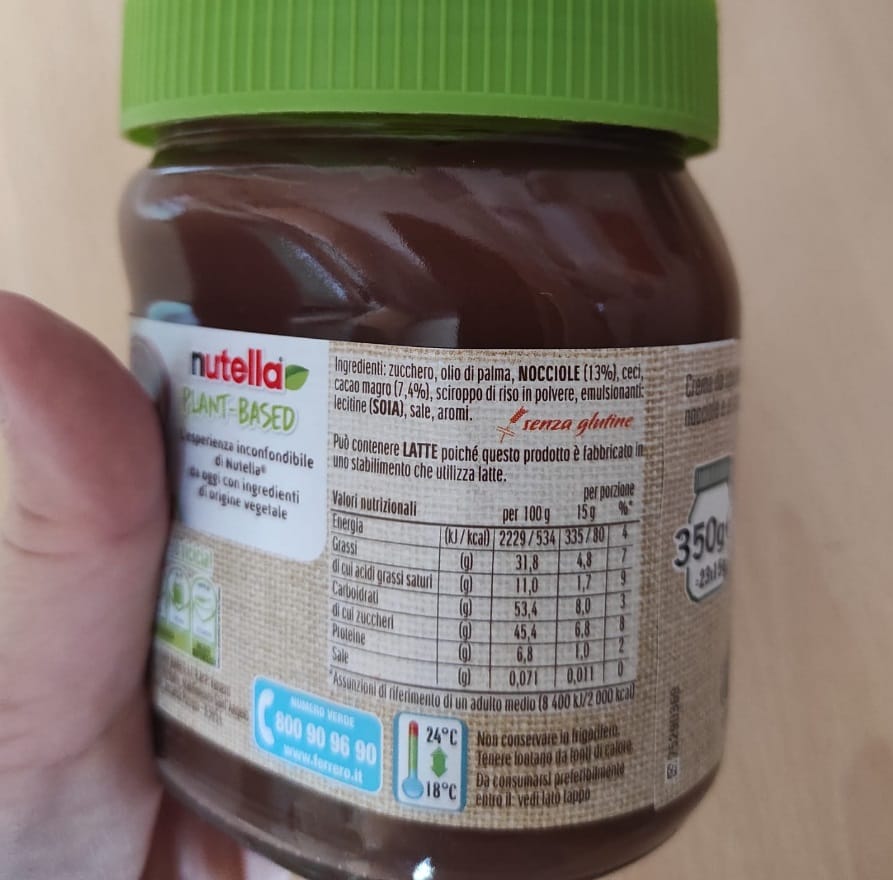 nutella
PLANT-BASED
esperienza inconfondibile
di Nutella®
da oggi con ingredienti
di origine vegetale
Ingredienti: zucchero, olio di palma, NOCCIOLE (13%), ceci,
cacao magro (7,4%), sciroppo di riso in polvere, emulsionanti:
lecitine (SOIA), sale, aromi.
senza glutine
Può contenere LATTE poiché questo prodotto è fabbricato in
uno stabilimento che utilizza latte.
per porzione
Valori nutrizionali per 100 g 15 g %*
Energia (kJ/kcal) 2229/534 335/80 4
Grassi (g) 31,8 4,8 7
di cui acidi grassi saturi (g) 11,0 1,7 9
Carboidrati (g) 53,4 8,0 3
di cui zuccheri (g) 45,4 6,8 8
Proteine (g) 6,8 1,0 2
Sale (g) 0,071 0,011 0
*Assunzioni di riferimento di un adulto medio (8 400 kJ/2 000 kcal)
NUMERO VERDE
800 90 96 90
www.ferrero.it
24°C
18°C
Non conservare in frigorifero.
Tenere lontano da fonti di calore.
Da consumarsi preferibilmente
entro il: vedi lato tappo
Crema
350g